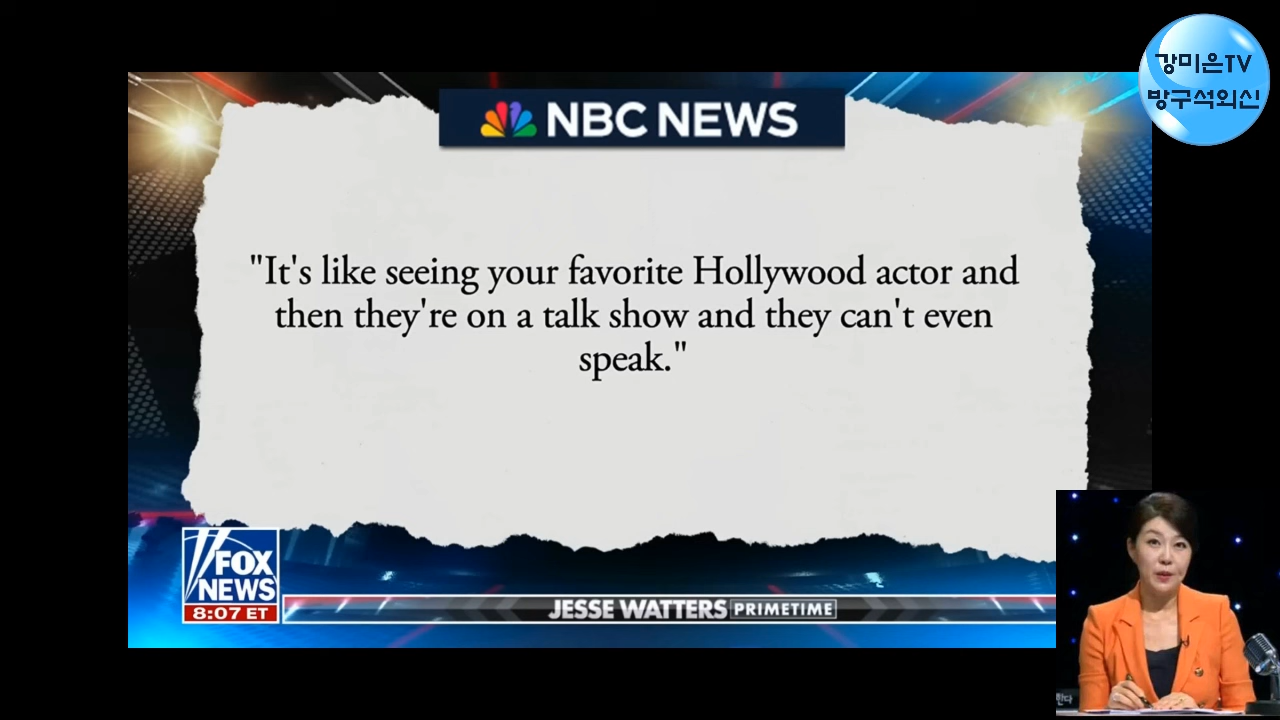 강미은TV
방구석외신
NBC NEWS
"It's like seeing your favorite Hollywood actor and
then they're on a talk show and they can't even
speak."
FOX
NEWS
8:07 ET
JESSE WATTERS PRIMETIME
한다